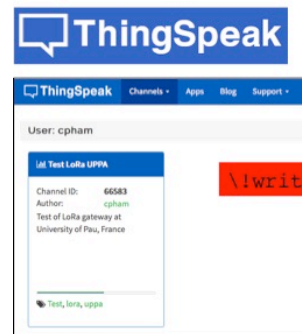 ThingSpeak
ThingSpeak Channels Apps Blog Support
User: cpham
Test LoRa UPPA
Channel ID: 66583
Author: cpham
Test of LoRa gateway at
University of Pau, France
Test, lora, uppa
\!writ